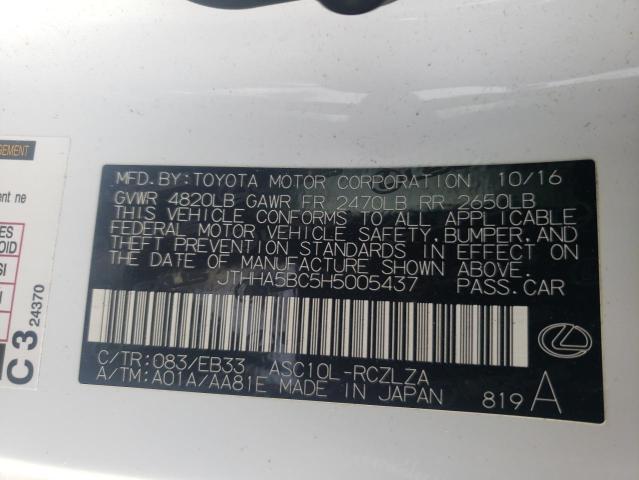 MFD. BY: TOYOTA MOTOR CORPORATION 10/16
GVWR 4820LB GAWR FR 2470LB RR 2650LB
THIS VEHICLE CONFORMS TO ALL APPLICABLE
FEDERAL MOTOR VEHICLE SAFETY, BUMPER, AND
THEFT PREVENTION STANDARDS IN EFFECT ON
THE DATE OF MANUFACTURE SHOWN ABOVE.
JTHHA5BC5H5005437 PASS.CAR
C/TR: 083/EB33 ASC10L-RCZLZA
A/TM: A01A/AA81E MADE IN JAPAN 819 A
C 3 24370